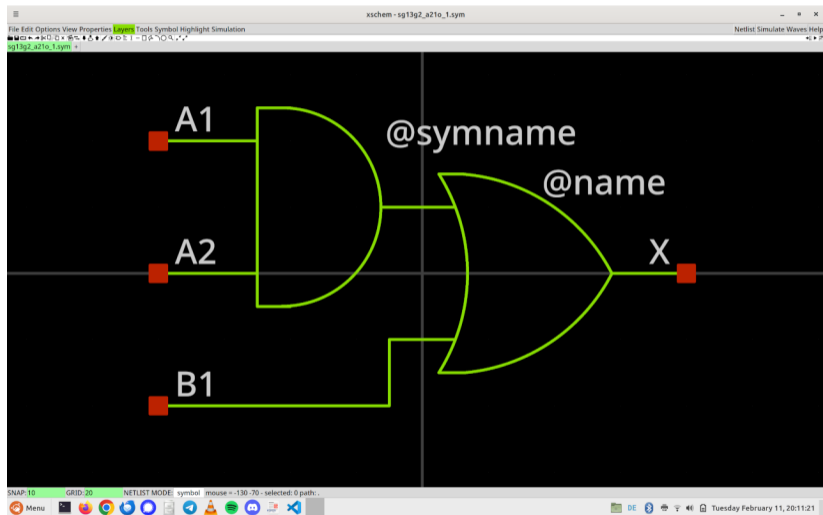 xschem - sg13g2_a21o_1.sym
File Edit Options View Properties Layers Tools Symbol Highlight Simulation
Netlist Simulate Waves Help
sg13g2_a21o_1.sym
A1
@symname
@name
A2
X
B1
SNAP: 10 GRID: 20 NETLIST MODE: symbol mouse = -130 -70 - selected: 0 path: .
Menu DE Tuesday February 11, 20:11:21